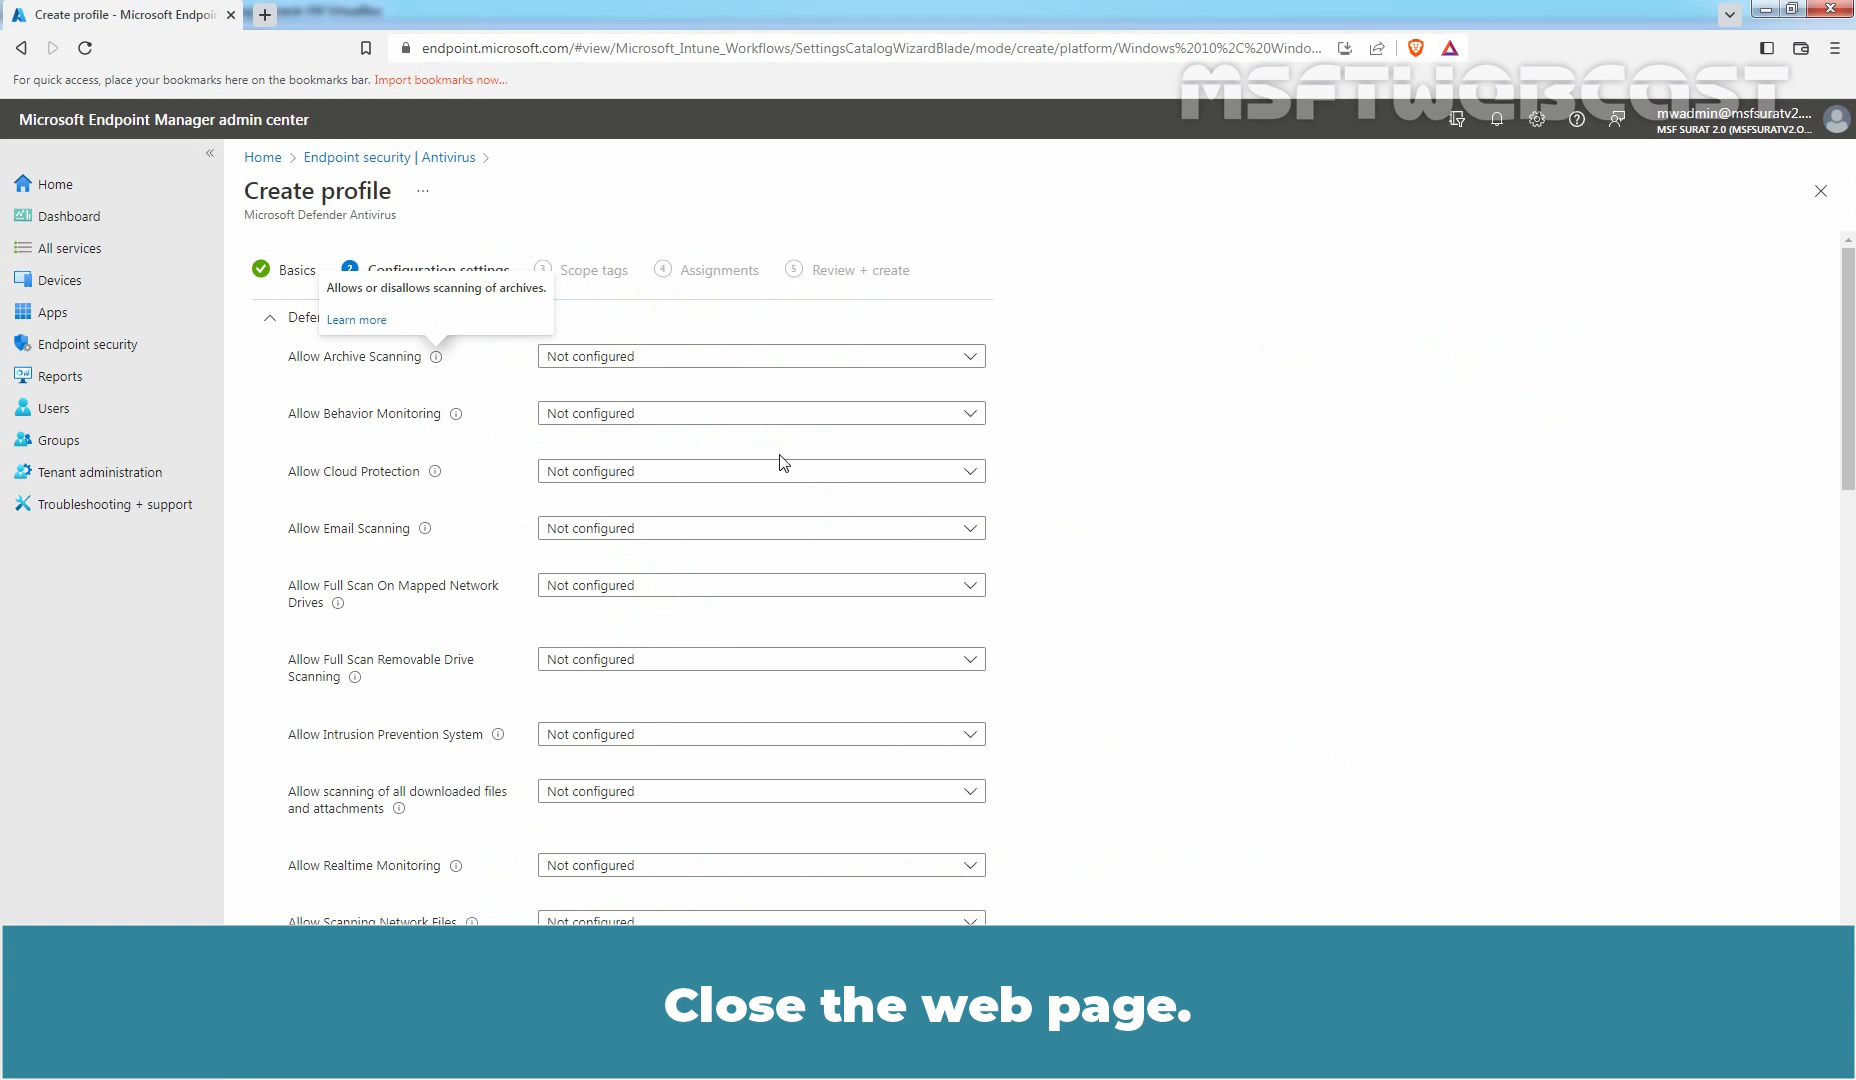 Create profile - Microsoft Endpoin
For quick access, place your bookmarks here on the bookmarks bar. Import bookmarks now...
endpoint.microsoft.com/#view/Microsoft_Intune_Workflows/SettingsCatalogWizardBlade/mode/create/platform/Windows%2010%2C%20Windo...
MSFTWEBCAST
Microsoft Endpoint Manager admin center
mwadmin@msfsuratv2....
MSF SURAT 2.0 (MSFSURATV2.O...
Home
Dashboard
All services
Devices
Apps
Endpoint security
Reports
Users
Groups
Tenant administration
Troubleshooting + support
Home > Endpoint security | Antivirus >
Create profile ...
Microsoft Defender Antivirus
Basics 2 Configuration settings 3 Scope tags 4 Assignments 5 Review + create
Allows or disallows scanning of archives.
Learn more
Defen
Allow Archive Scanning Not configured
Allow Behavior Monitoring Not configured
Allow Cloud Protection Not configured
Allow Email Scanning Not configured
Allow Full Scan On Mapped Network
Drives
Not configured
Allow Full Scan Removable Drive
Scanning
Not configured
Allow Intrusion Prevention System Not configured
Allow scanning of all downloaded files
and attachments
Not configured
Allow Realtime Monitoring Not configured
Allow Scanning Network Files Not configured
Close the web page.